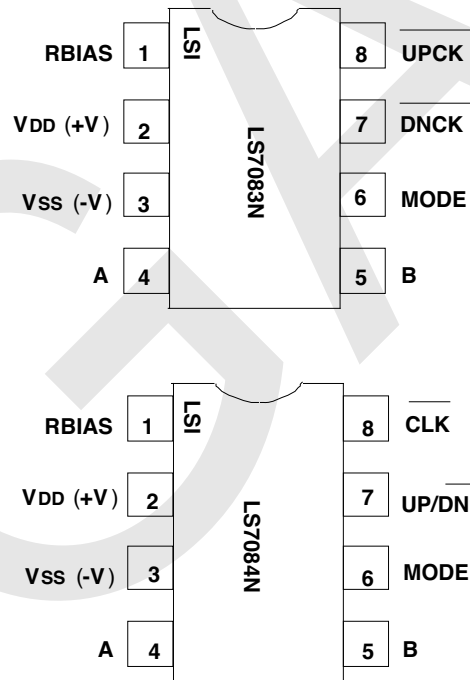 RBIAS 1 LSI 8 UPCK
VDD (+V) 2 LS7083N 7 DNCK
VSS (-V) 3 6 MODE
A 4 5 B
RBIAS 1 LSI 8 CLK
VDD (+V) 2 LS7084N 7 UP/DN
VSS (-V) 3 6 MODE
A 4 5 B